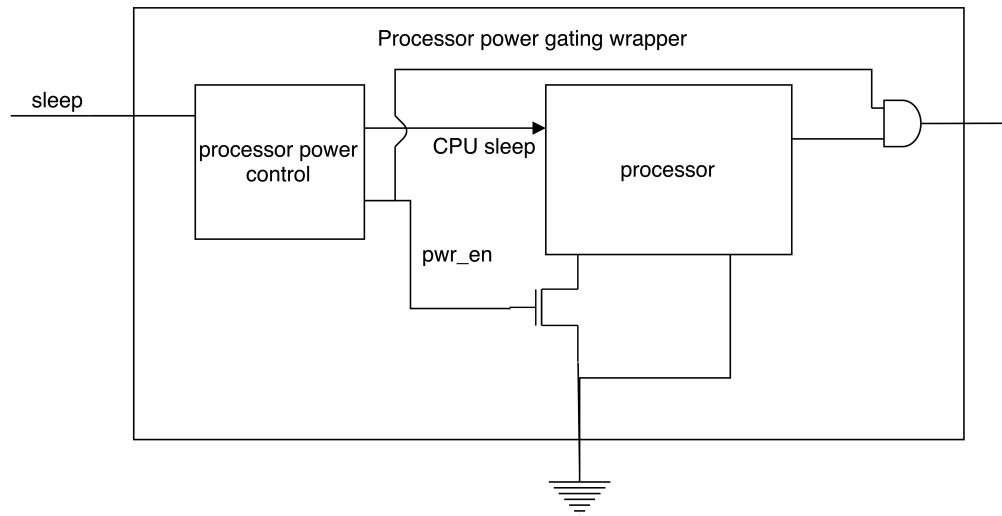 Processor power gating wrapper
sleep
processor power
control
CPU sleep
processor
pwr_en